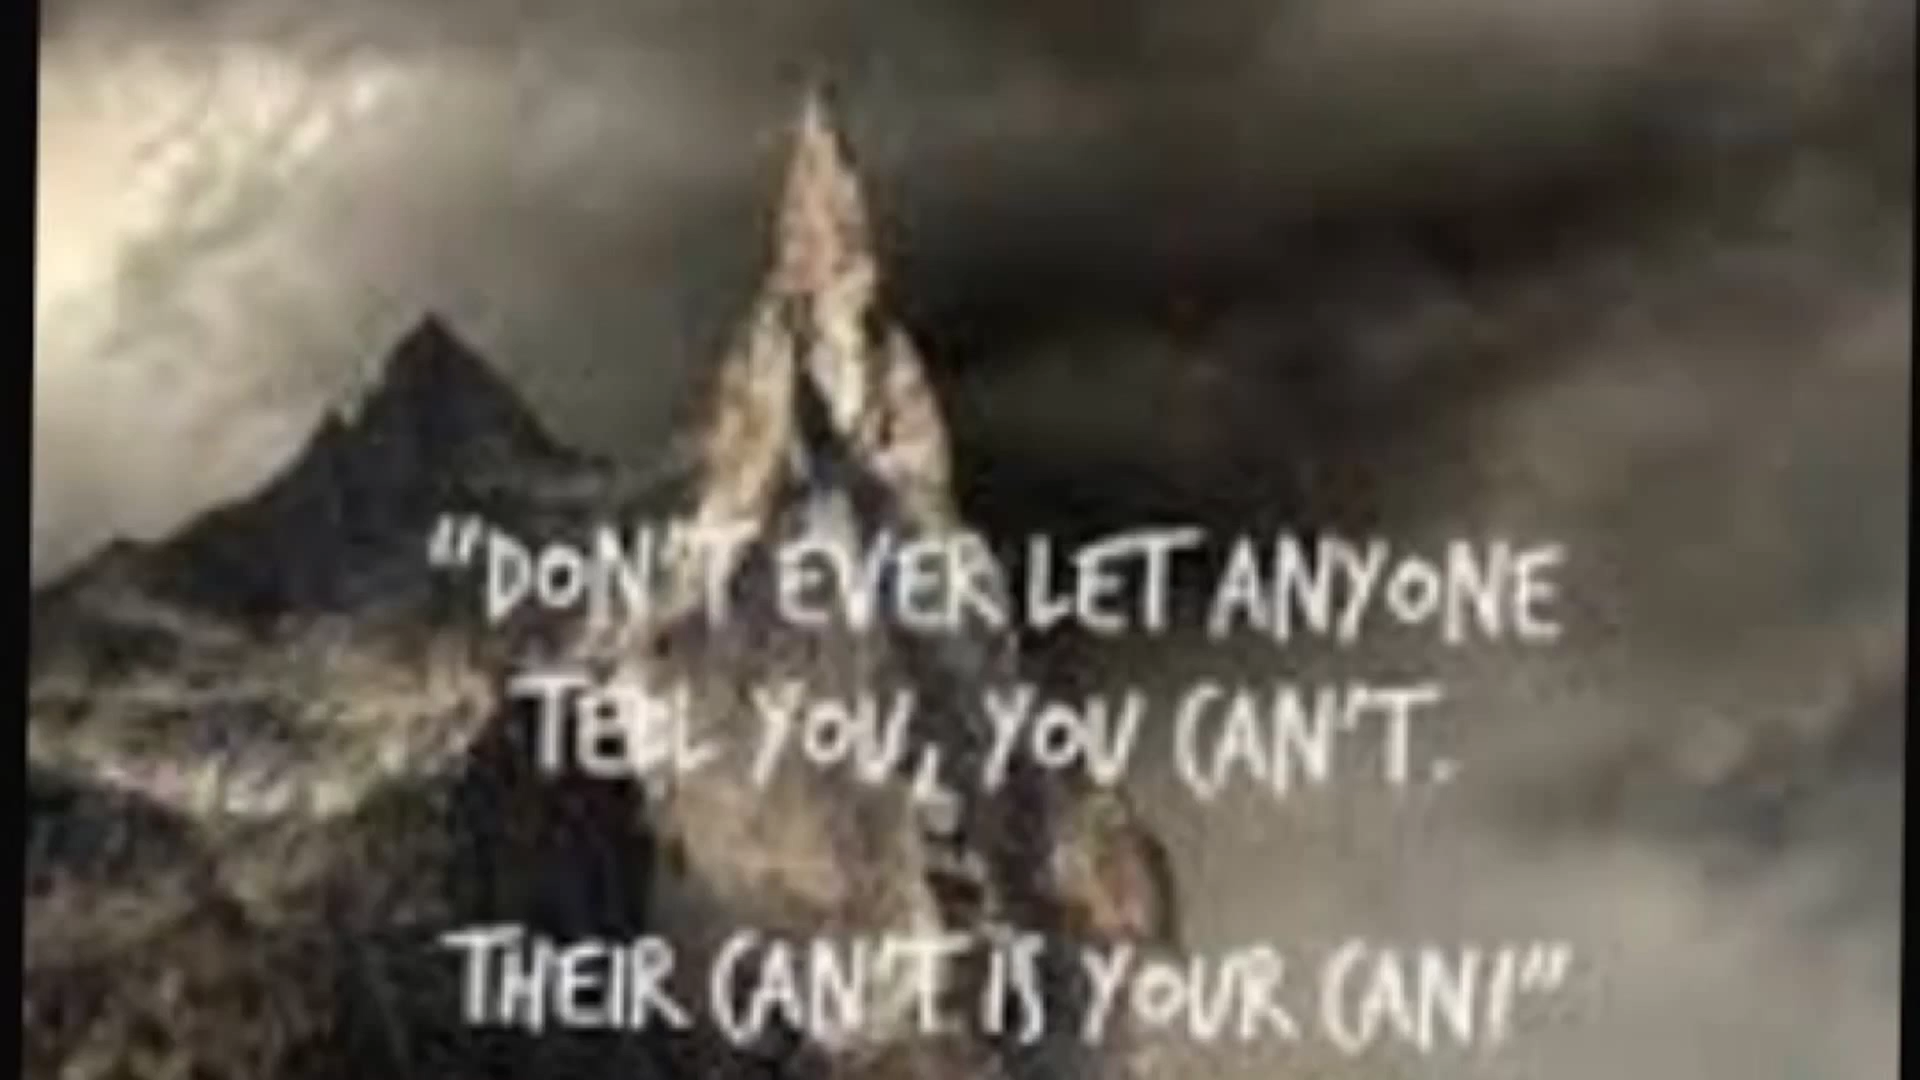 "DON'T EVER LET ANYONE
TELL YOU, YOU CAN'T.
THEIR CAN'T IS YOUR CAN!"